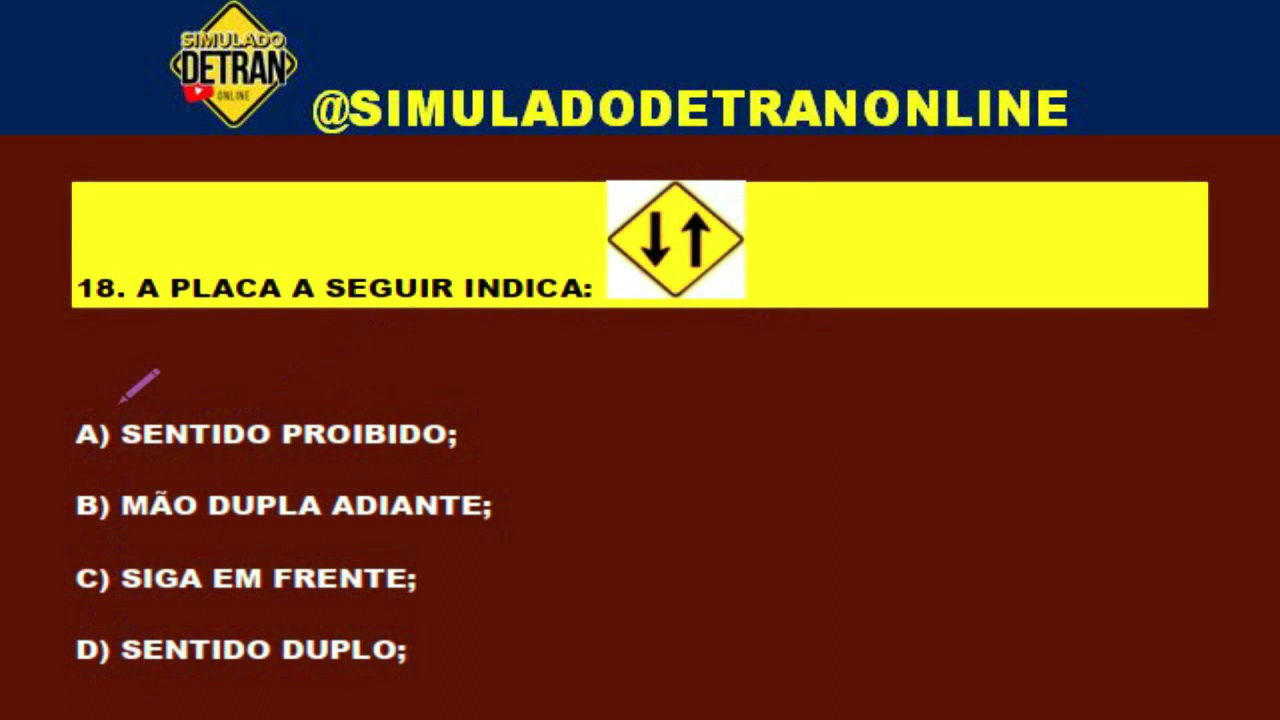 SIMULADO
DETRAN
ONLINE
@SIMULADODETRANONLINE
18. A PLACA A SEGUIR INDICA:
A) SENTIDO PROIBIDO;
B) MÃO DUPLA ADIANTE;
C) SIGA EM FRENTE;
D) SENTIDO DUPLO;